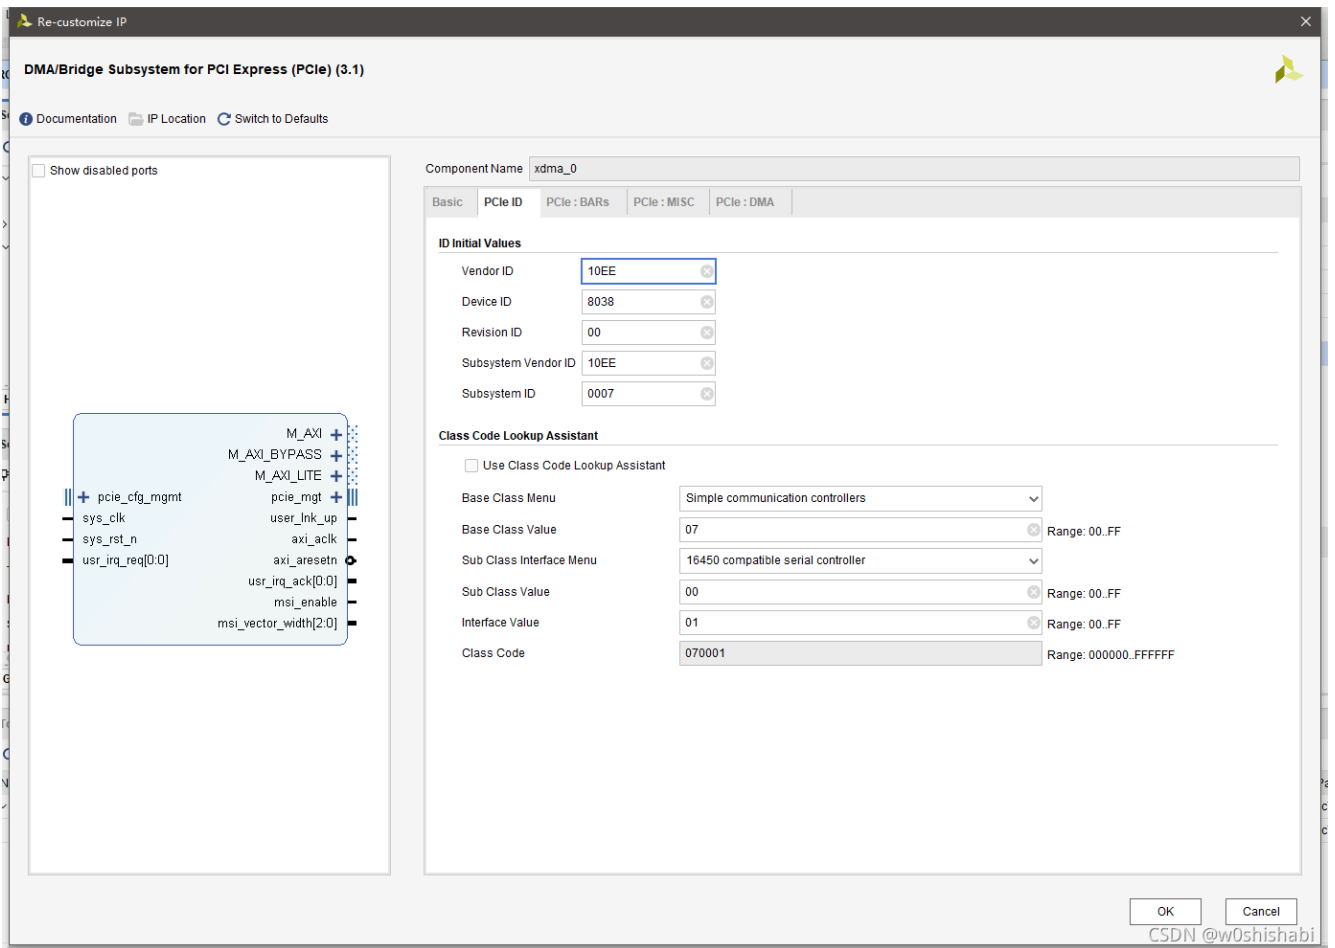 Re-customize IP
DMA/Bridge Subsystem for PCI Express (PCIe) (3.1)
Documentation IP Location Switch to Defaults
Show disabled ports
M_AXI
M_AXI_BYPASS
M_AXI_LITE
pcie_cfg_mgmt pcie_mgt
sys_clk user_lnk_up
sys_rst_n axi_aclk
usr_irq_req[0:0] axi_aresetn
usr_irq_ack[0:0]
msi_enable
msi_vector_width[2:0]
Component Name xdma_0
Basic PCIe ID PCIe : BARs PCIe : MISC PCIe : DMA
ID Initial Values
Vendor ID 10EE
Device ID 8038
Revision ID 00
Subsystem Vendor ID 10EE
Subsystem ID 0007
Class Code Lookup Assistant
Use Class Code Lookup Assistant
Base Class Menu Simple communication controllers
Base Class Value 07 Range: 00..FF
Sub Class Interface Menu 16450 compatible serial controller
Sub Class Value 00 Range: 00..FF
Interface Value 01 Range: 00..FF
Class Code 070001 Range: 000000..FFFFFF
OK Cancel
CSDN @w0shishabi